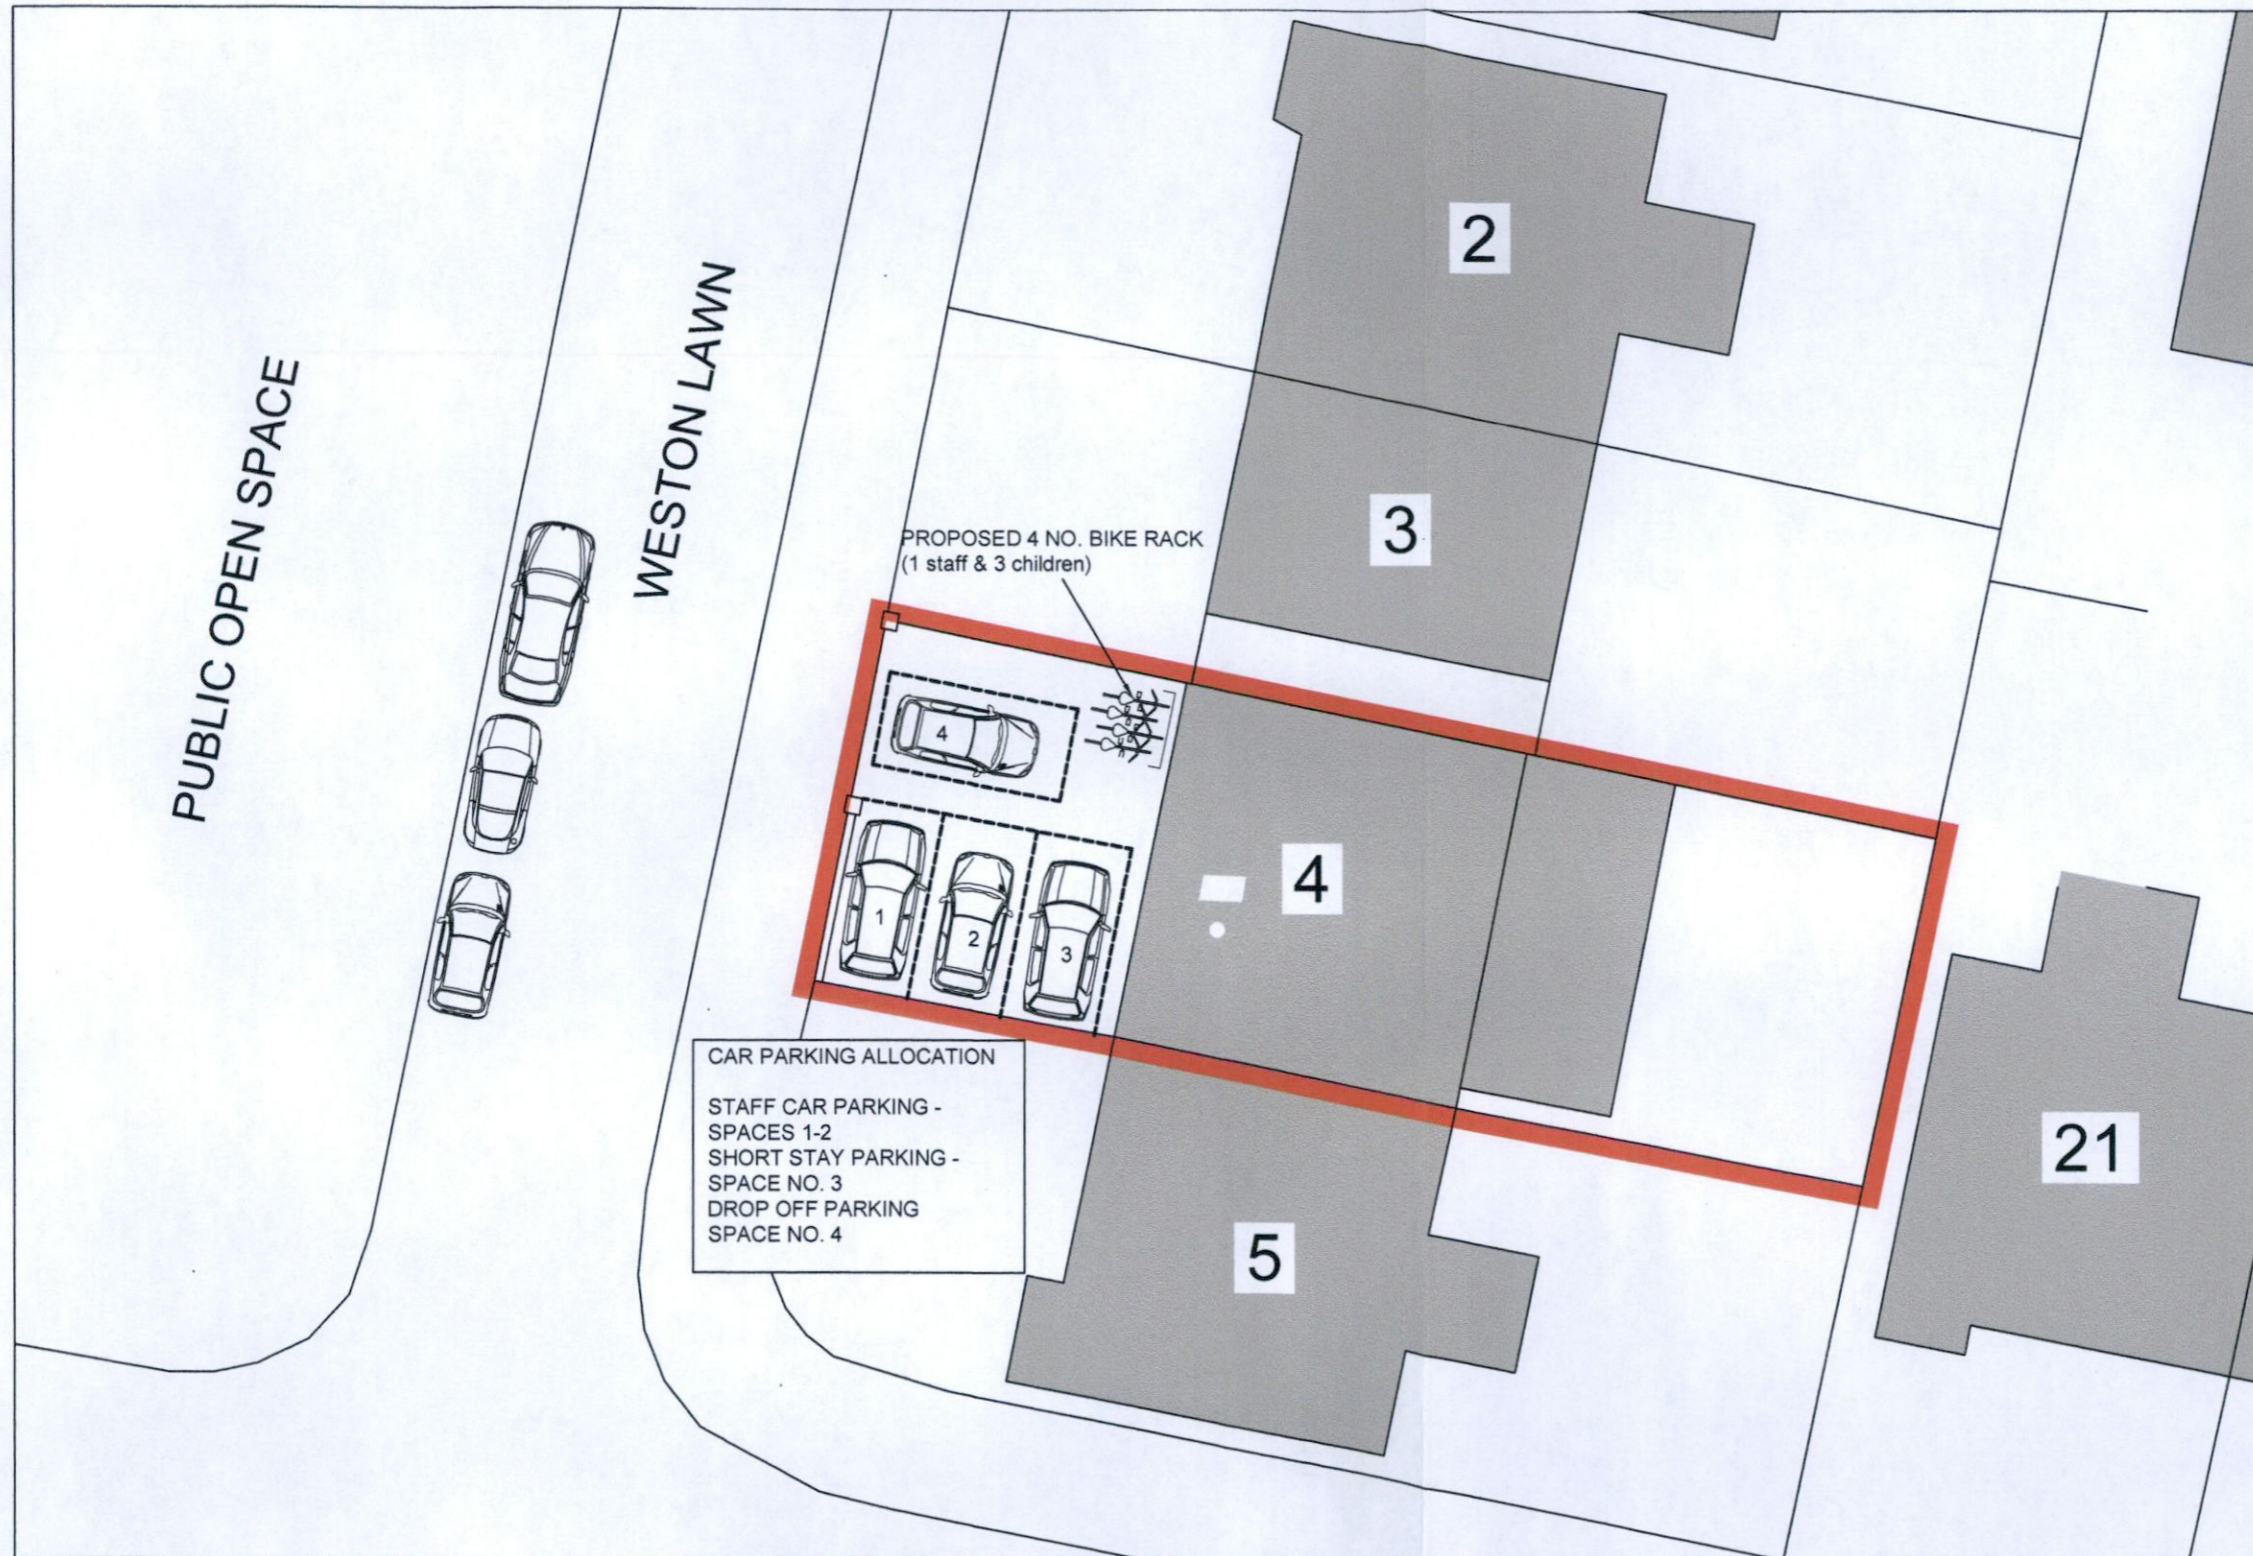 PUBLIC OPEN SPACE
WESTON LAWN
2
3
PROPOSED 4 NO. BIKE RACK
(1 staff & 3 children)
4
1
2
3
4
CAR PARKING ALLOCATION
STAFF CAR PARKING -
SPACES 1-2
SHORT STAY PARKING -
SPACE NO. 3
DROP OFF PARKING
SPACE NO. 4
5
21